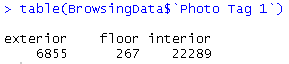 > table(BrowsingData$`Photo Tag 1`)
exterior floor interior
6855 267 22289